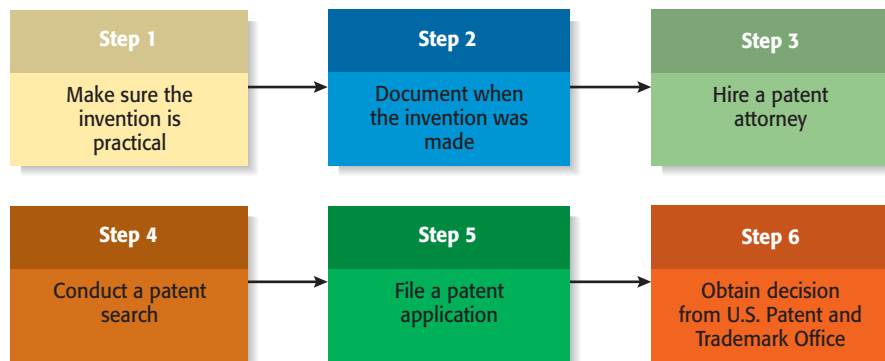 Step 1
Make sure the
invention is
practical
Step 2
Document when
the invention was
made
Step 3
Hire a patent
attorney
Step 4
Conduct a patent
search
Step 5
File a patent
application
Step 6
Obtain decision
from U.S. Patent and
Trademark Office